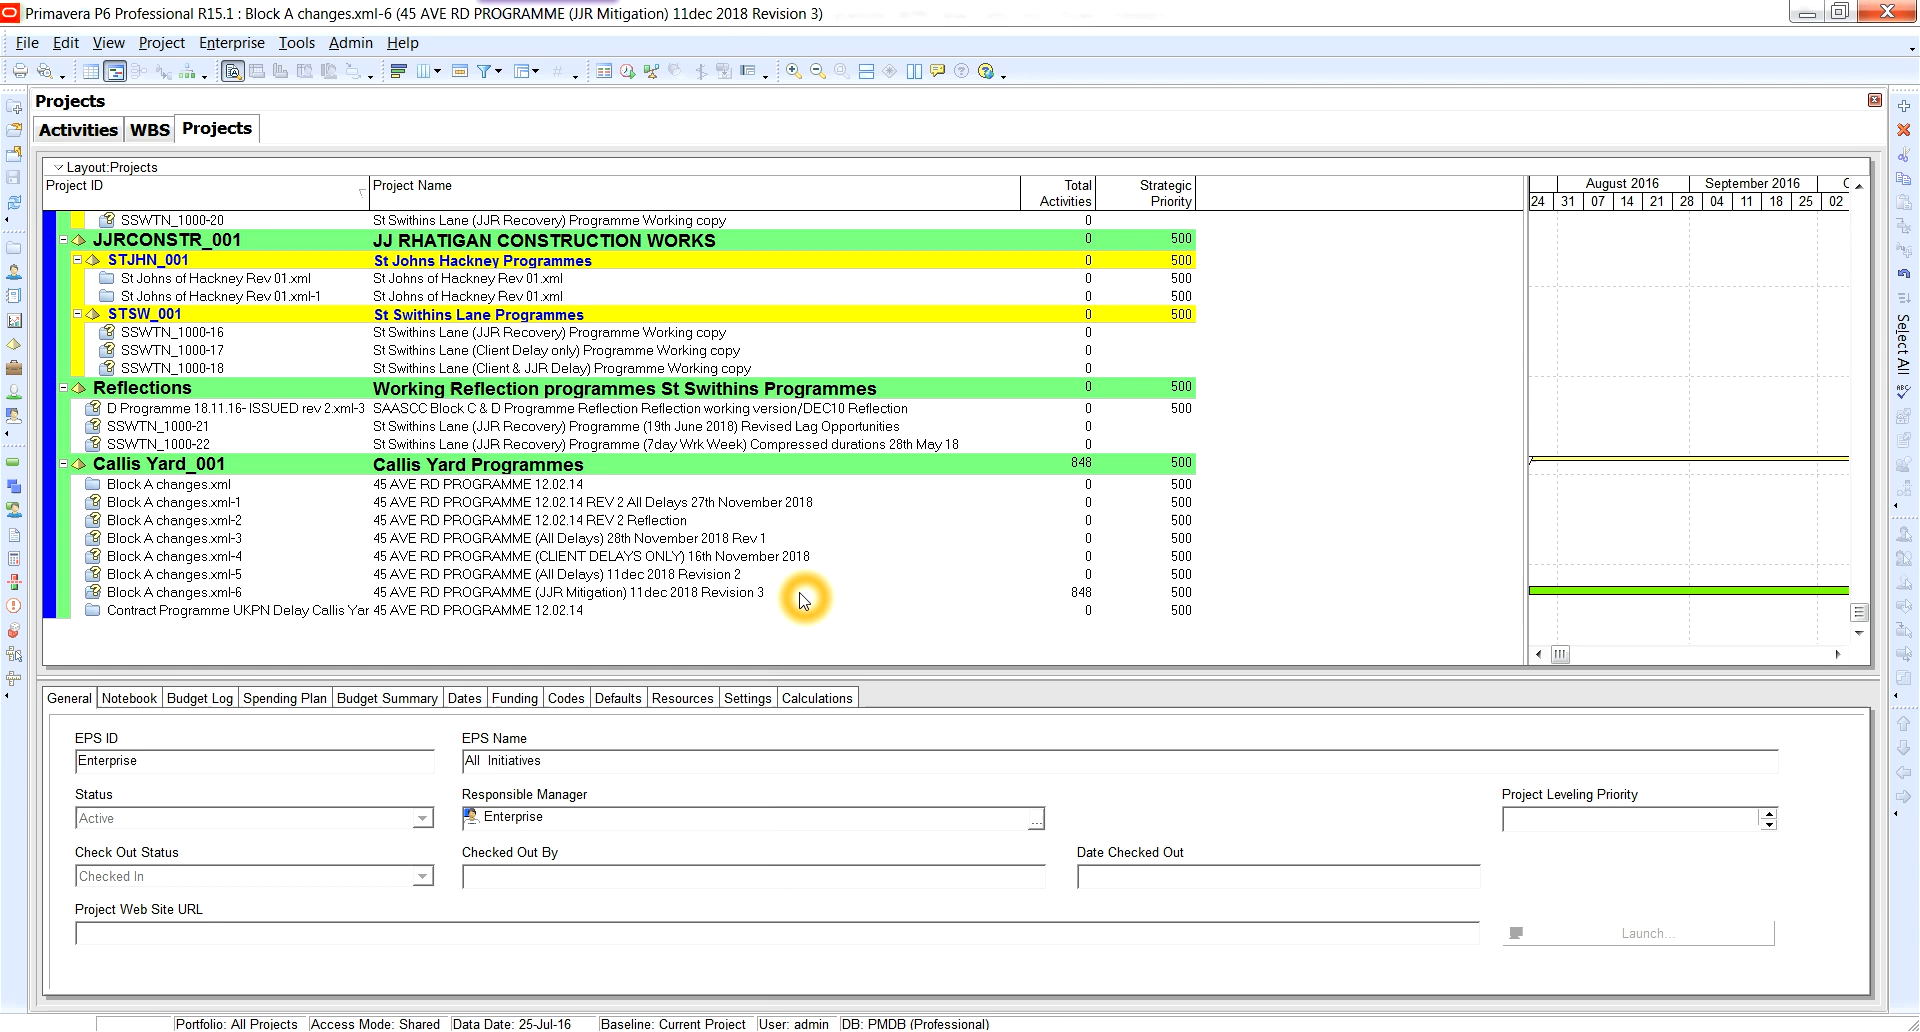 Primavera P6 Professional R15.1 : Block A changes.xml-6 (45 AVE RD PROGRAMME (JJR Mitigation) 11dec 2018 Revision 3)
File Edit View Project Enterprise Tools Admin Help
Projects
Activities WBS Projects
Layout:Projects
Project ID Project Name Total Activities Strategic Priority
August 2016 September 2016
24 31 07 14 21 28 04 11 18 25 02
SSWTN_1000-20 St Swithins Lane (JJR Recovery) Programme Working copy 0
JJRCONSTR_001 JJ RHATIGAN CONSTRUCTION WORKS 0 500
STJHN_001 St Johns Hackney Programmes 0 500
St Johns of Hackney Rev 01.xml St Johns of Hackney Rev 01.xml 0 500
St Johns of Hackney Rev 01.xml-1 St Johns of Hackney Rev 01.xml 0 500
STSW_001 St Swithins Lane Programmes 0 500
SSWTN_1000-16 St Swithins Lane (JJR Recovery) Programme Working copy 0
SSWTN_1000-17 St Swithins Lane (Client Delay only) Programme Working copy 0
SSWTN_1000-18 St Swithins Lane (Client & JJR Delay) Programme Working copy 0
Reflections Working Reflection programmes St Swithins Programmes 0 500
D Programme 18.11.16- ISSUED rev 2.xml-3 SAASCC Block C & D Programme Reflection Reflection working version/DEC10 Reflection 0 500
SSWTN_1000-21 St Swithins Lane (JJR Recovery) Programme (19th June 2018) Revised Lag Opportunities 0
SSWTN_1000-22 St Swithins Lane (JJR Recovery) Programme (7day Wrk Week) Compressed durations 28th May 18 0
Callis Yard_001 Callis Yard Programmes 848 500
Block A changes.xml 45 AVE RD PROGRAMME 12.02.14 0 500
Block A changes.xml-1 45 AVE RD PROGRAMME 12.02.14 REV 2 All Delays 27th November 2018 0 500
Block A changes.xml-2 45 AVE RD PROGRAMME 12.02.14 REV 2 Reflection 0 500
Block A changes.xml-3 45 AVE RD PROGRAMME (All Delays) 28th November 2018 Rev 1 0 500
Block A changes.xml-4 45 AVE RD PROGRAMME (CLIENT DELAYS ONLY) 16th November 2018 0 500
Block A changes.xml-5 45 AVE RD PROGRAMME (All Delays) 11dec 2018 Revision 2 0 500
Block A changes.xml-6 45 AVE RD PROGRAMME (JJR Mitigation) 11dec 2018 Revision 3 848 500
Contract Programme UKPN Delay Callis Yar 45 AVE RD PROGRAMME 12.02.14 0 500
Select All
General Notebook Budget Log Spending Plan Budget Summary Dates Funding Codes Defaults Resources Settings Calculations
EPS ID EPS Name
Enterprise All Initiatives
Status Responsible Manager Project Leveling Priority
Active Enterprise ...
Check Out Status Checked Out By Date Checked Out
Checked In
Project Web Site URL
Launch...
Portfolio: All Projects Access Mode: Shared Data Date: 25-Jul-16 Baseline: Current Project User: admin DB: PMDB (Professional)